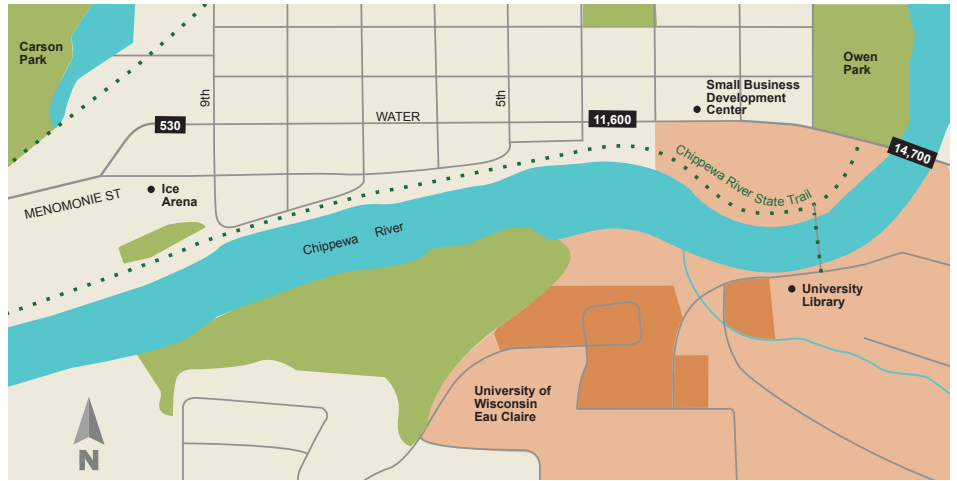 Carson
Park
Owen
Park
Small Business
Development
Center
9th
5th
WATER
530
11,600
14,700
Chippewa River State Trail
MENOMONIE ST
Ice
Arena
Chippewa River
University
Library
University of
Wisconsin
Eau Claire
N